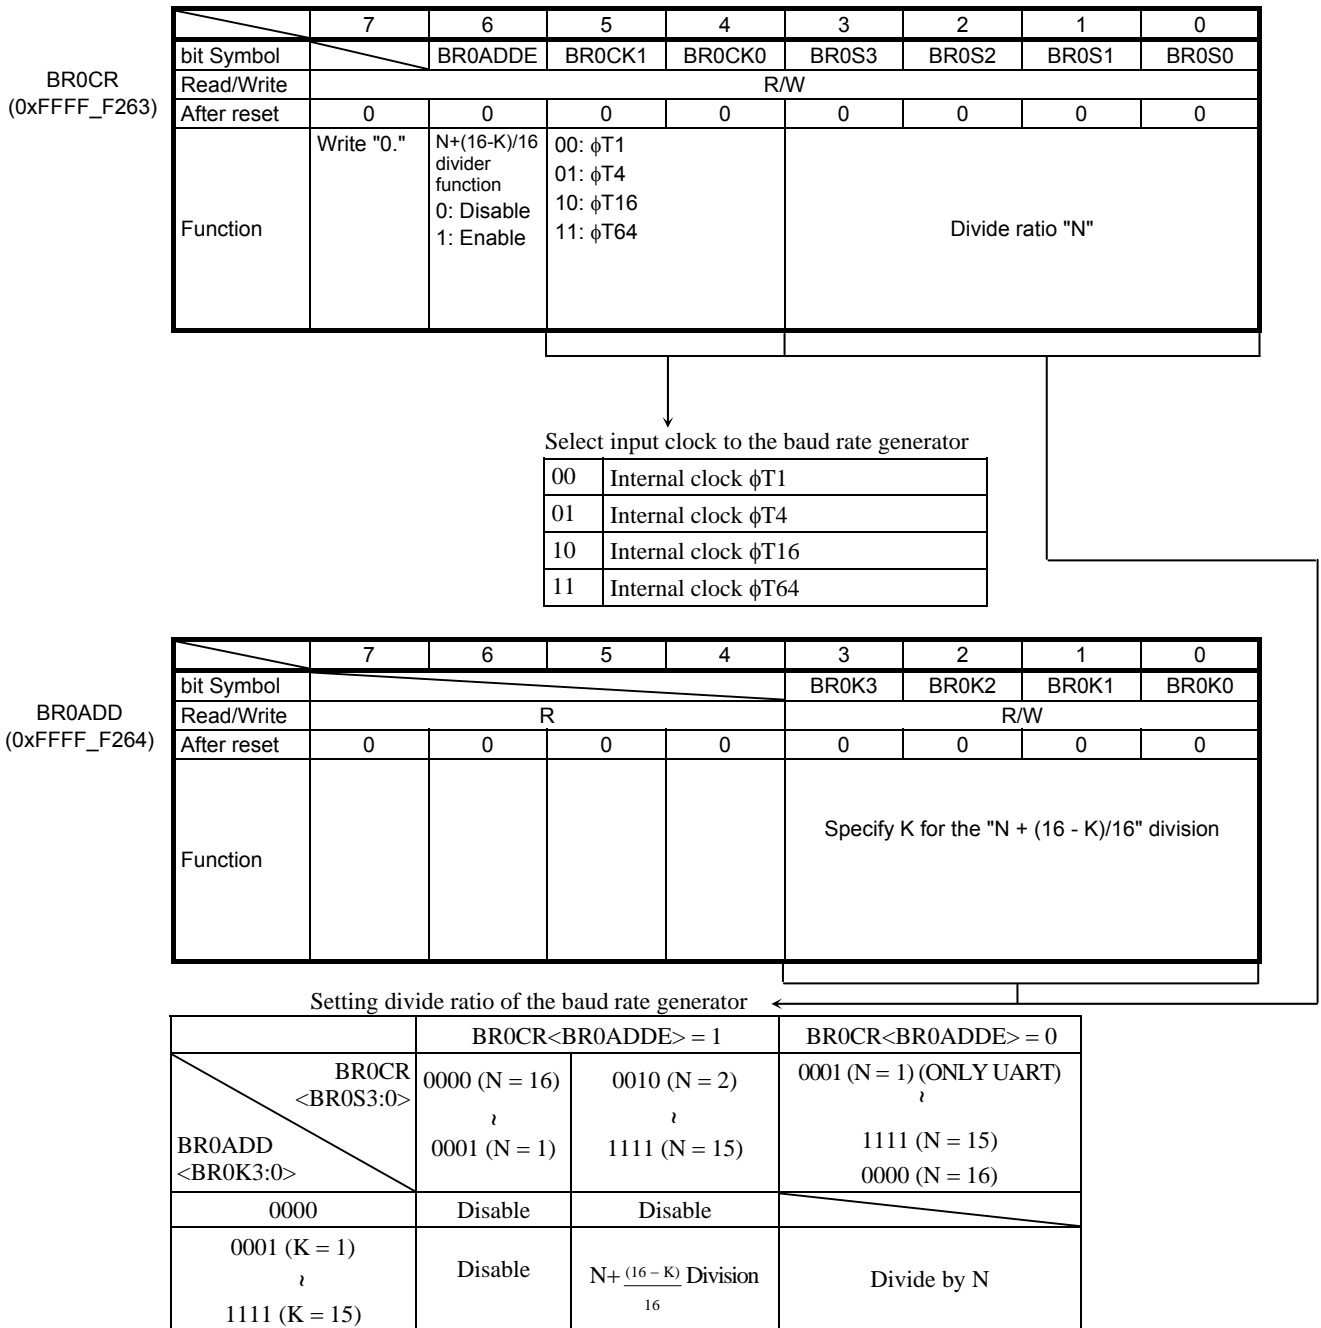 7 6 5 4 3 2 1 0
bit Symbol BR0ADDE BR0CK1 BR0CK0 BR0S3 BR0S2 BR0S1 BR0S0
BR0CR
(0xFFFF_F263)
Read/Write R/W
After reset 0 0 0 0 0 0 0 0
Function
Write "0."
N+(16-K)/16
divider
function
0: Disable
1: Enable
00: ϕT1
01: ϕT4
10: ϕT16
11: ϕT64
Divide ratio "N"
Select input clock to the baud rate generator
00 Internal clock ϕT1
01 Internal clock ϕT4
10 Internal clock ϕT16
11 Internal clock ϕT64
7 6 5 4 3 2 1 0
bit Symbol BR0K3 BR0K2 BR0K1 BR0K0
BR0ADD
(0xFFFF_F264)
Read/Write R R/W
After reset 0 0 0 0 0 0 0 0
Function
Specify K for the "N + (16 - K)/16" division
Setting divide ratio of the baud rate generator
BR0CR<BR0ADDE> = 1 BR0CR<BR0ADDE> = 0
BR0CR
<BR0S3:0>
BR0ADD
<BR0K3:0>
0000 (N = 16)
~
0001 (N = 1)
0010 (N = 2)
~
1111 (N = 15)
0001 (N = 1) (ONLY UART)
~
1111 (N = 15)
0000 (N = 16)
0000 Disable Disable
0001 (K = 1)
~
1111 (K = 15)
Disable
N+ (16 – K) Division
16
Divide by N